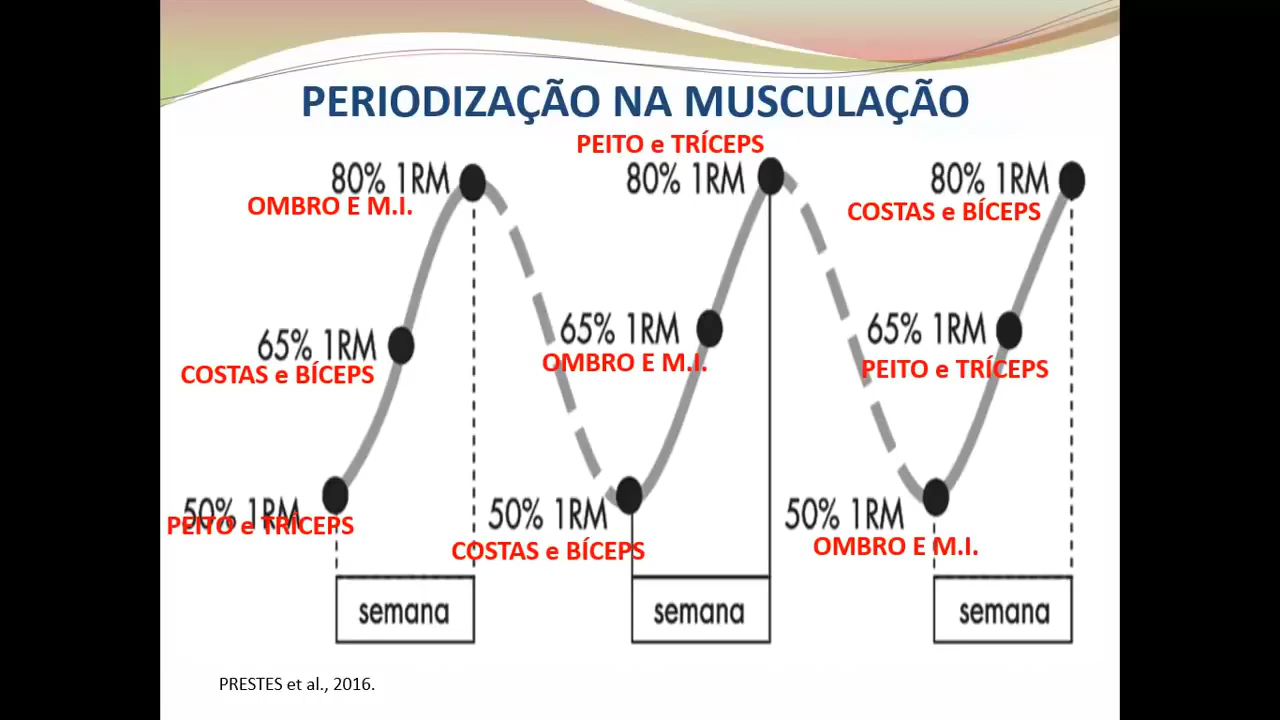 PERIODIZAÇÃO NA MUSCULAÇÃO
PEITO e TRÍCEPS
80% 1RM
80% 1RM
80% 1RM
OMBRO E M.I.
COSTAS e BÍCEPS
65% 1RM
65% 1RM
65% 1RM
COSTAS e BÍCEPS
OMBRO E M.I.
PEITO e TRÍCEPS
50% 1RM
50% 1RM
50% 1RM
PEITO e TRÍCEPS
COSTAS e BÍCEPS
OMBRO E M.I.
semana
semana
semana
PRESTES et al., 2016.